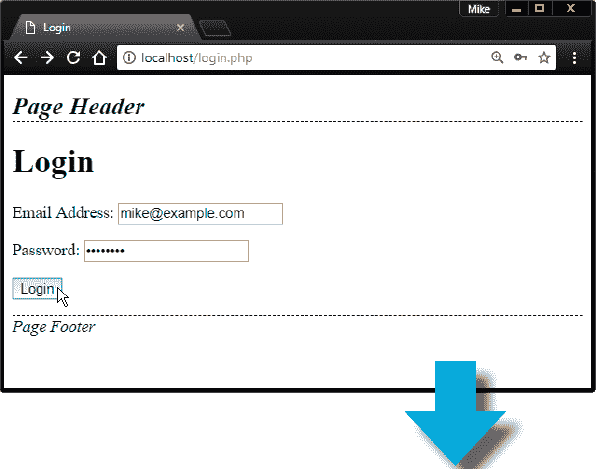 Mike
Login
localhost/login.php
Page Header
Login
Email Address: mike@example.com
Password: ••••••••
Login
Page Footer